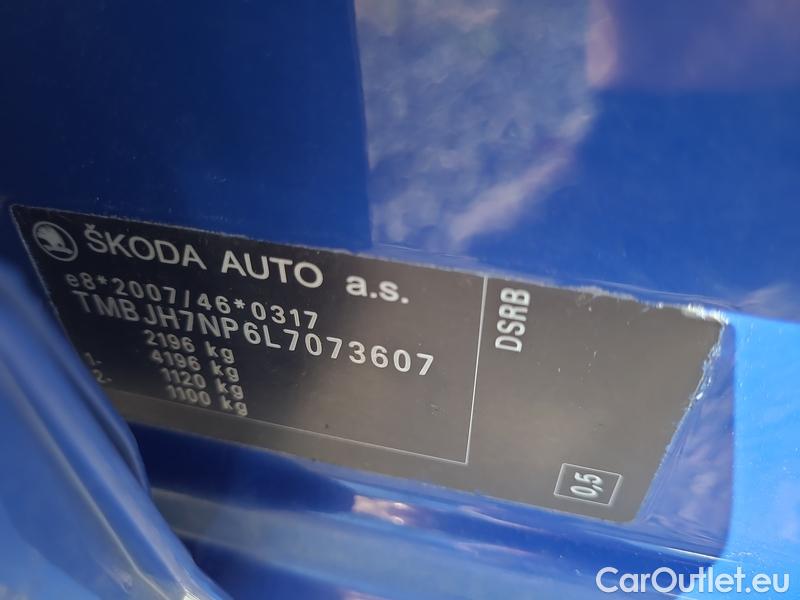 ŠKODA AUTO a.s.
e8*2007/46*0317
TMBJH7NP6L7073607
2196 kg
4196 kg
1. 1120 kg
2. 1100 kg
DSRB
0,5
CarOutlet.eu